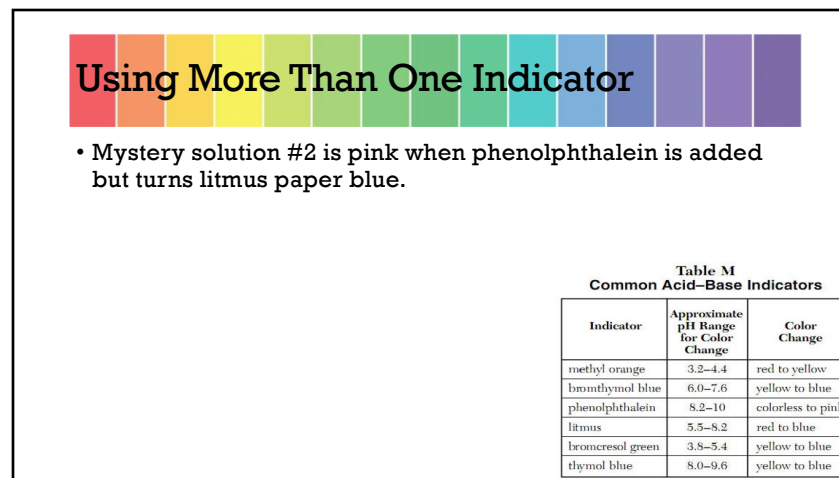 Using More Than One Indicator
• Mystery solution #2 is pink when phenolphthalein is added
but turns litmus paper blue.
Table M
Common Acid–Base Indicators
Indicator Approximate pH Range for Color Change Color Change
methyl orange 3.2–4.4 red to yellow
bromthymol blue 6.0–7.6 yellow to blue
phenolphthalein 8.2–10 colorless to pink
litmus 5.5–8.2 red to blue
bromcresol green 3.8–5.4 yellow to blue
thymol blue 8.0–9.6 yellow to blue